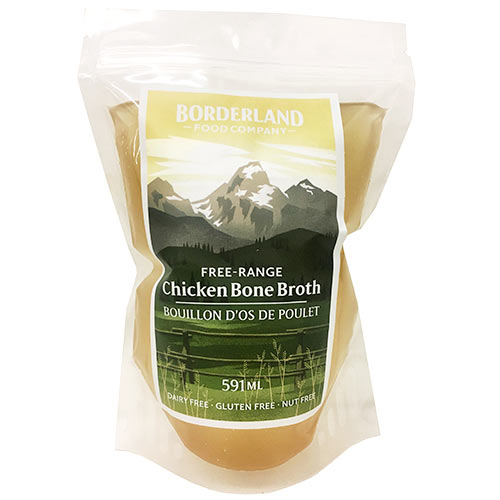 BORDERLAND
FOOD COMPANY
FREE-RANGE
Chicken Bone Broth
BOUILLON D'OS DE POULET
591ML
DAIRY FREE · GLUTEN FREE · NUT FREE